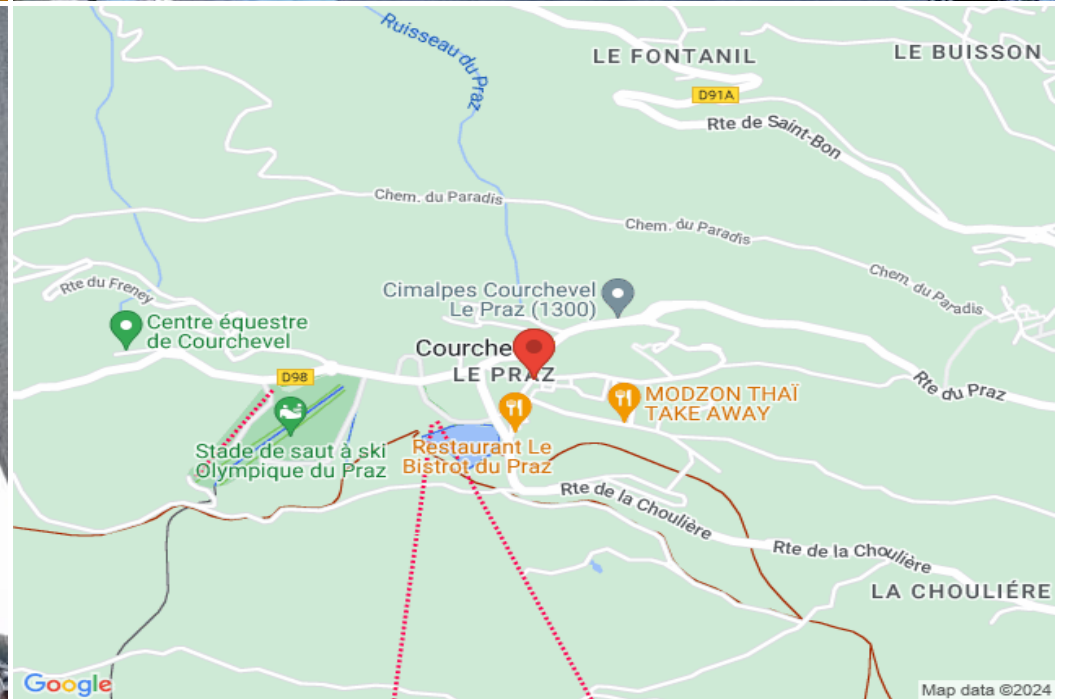 Ruisseau du Praz
LE FONTANIL
LE BUISSON
D91A
Rte de Saint-Bon
Chem. du Paradis
Chem. du Paradis
Chem. du Paradis
Rte du Freney
Cimalpes Courchevel
Le Praz (1300)
Centre équestre
de Courchevel
Courche
LE PRAZ
D98
MODZON THAÏ
TAKE AWAY
Rte du Praz
Stade de saut à ski
Olympique du Praz
Restaurant Le
Bistrot du Praz
Rte de la Choulière
Rte de la Choulière
LA CHOULIÉRE
Google
Map data ©2024